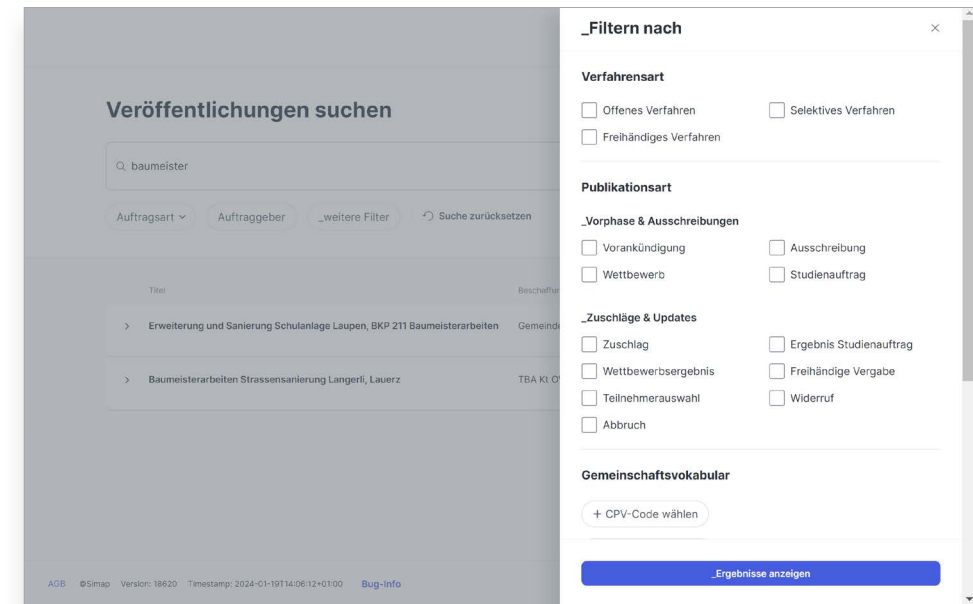 Veröffentlichungen suchen
baumeister
Auftragsart
Auftraggeber
_weitere Filter
Suche zurücksetzen
Titel
Erweiterung und Sanierung Schulanlage Laupen, BKP 211 Baumeisterarbeiten
Gemeinde
Baumeisterarbeiten Strassensanierung Langerli, Lauerz
TBA Kt.
AGB ©Simap Version: 18620 Timestamp: 2024-01-19T14:06:12+01:00 Bug-Info
_Filtern nach
Verfahrensart
Offenes Verfahren
Selektives Verfahren
Freihändiges Verfahren
Publikationsart
_Vorphase & Ausschreibungen
Vorankündigung
Ausschreibung
Wettbewerb
Studienauftrag
_Zuschläge & Updates
Zuschlag
Ergebnis Studienauftrag
Wettbewerbsergebnis
Freihändige Vergabe
Teilnehmerauswahl
Widerruf
Abbruch
Gemeinschaftsvokabular
+ CPV-Code wählen
_Ergebnisse anzeigen